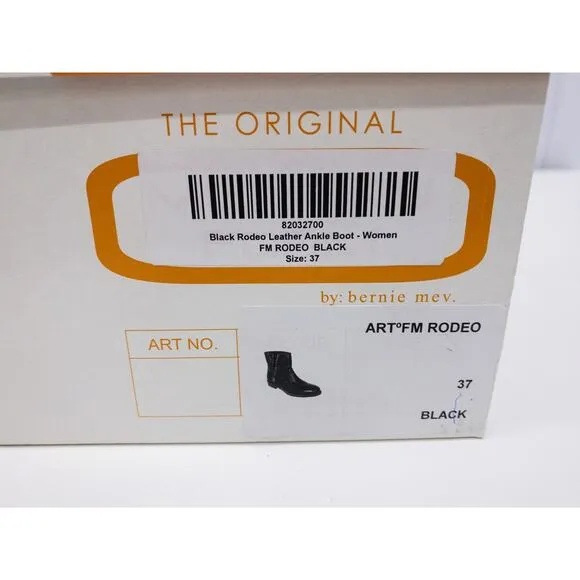 THE ORIGINAL
82032700
Black Rodeo Leather Ankle Boot - Women
FM RODEO BLACK
Size: 37
by: bernie mev.
ART NO.
ARTºFM RODEO
37
BLACK